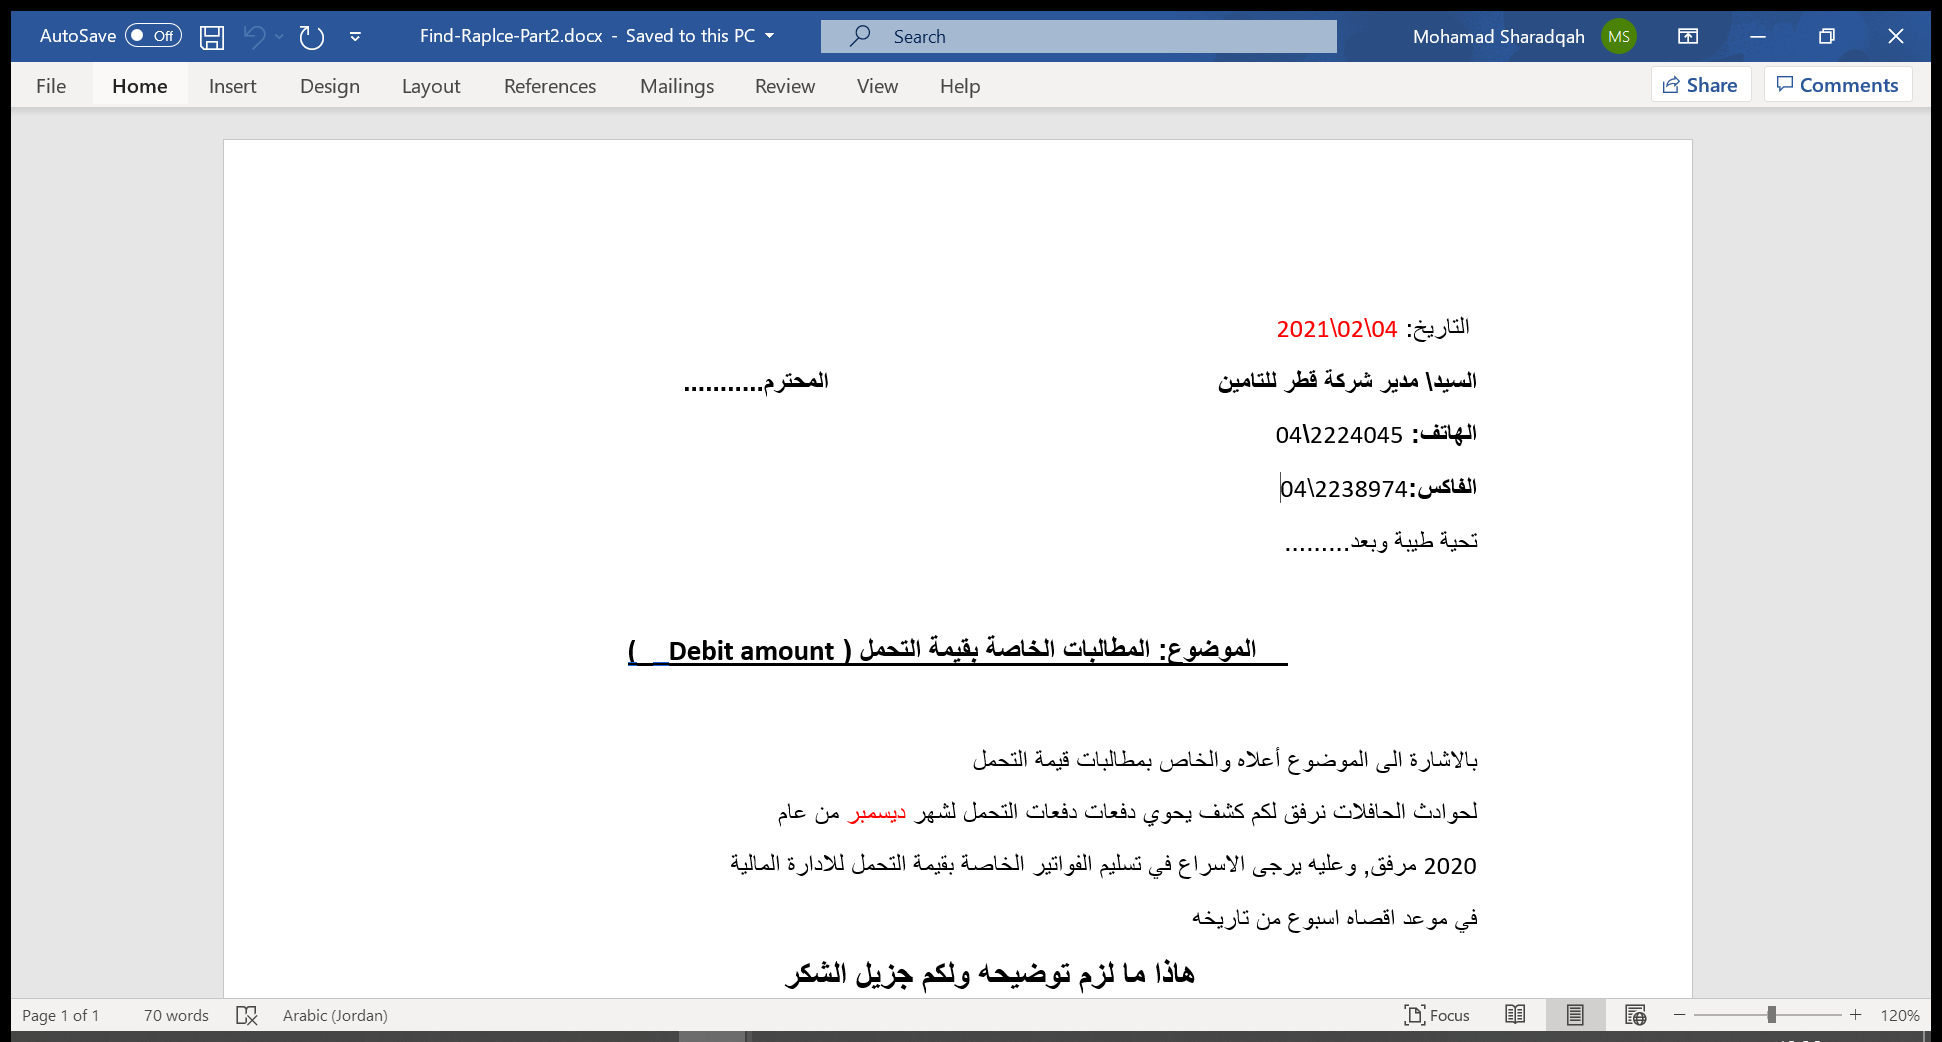 AutoSave Off Find-Raplce-Part2.docx - Saved to this PC Search Mohamad Sharadqah MS
File Home Insert Design Layout References Mailings Review View Help Share Comments
التاريخ: 04\02\2021
السيد\ مدير شركة قطر للتامين المحترم...........
الهاتف: 2224045\04
الفاكس:2238974\04
تحية طيبة وبعد.........
الموضوع: المطالبات الخاصة بقيمة التحمل ( Debit amount )
بالاشارة الى الموضوع أعلاه والخاص بمطالبات قيمة التحمل
لحوادث الحافلات نرفق لكم كشف يحوي دفعات دفعات التحمل لشهر ديسمبر من عام
2020 مرفق, وعليه يرجى الاسراع في تسليم الفواتير الخاصة بقيمة التحمل للادارة المالية
في موعد اقصاه اسبوع من تاريخه
هاذا ما لزم توضيحه ولكم جزيل الشكر
Page 1 of 1 70 words Arabic (Jordan) Focus 120%